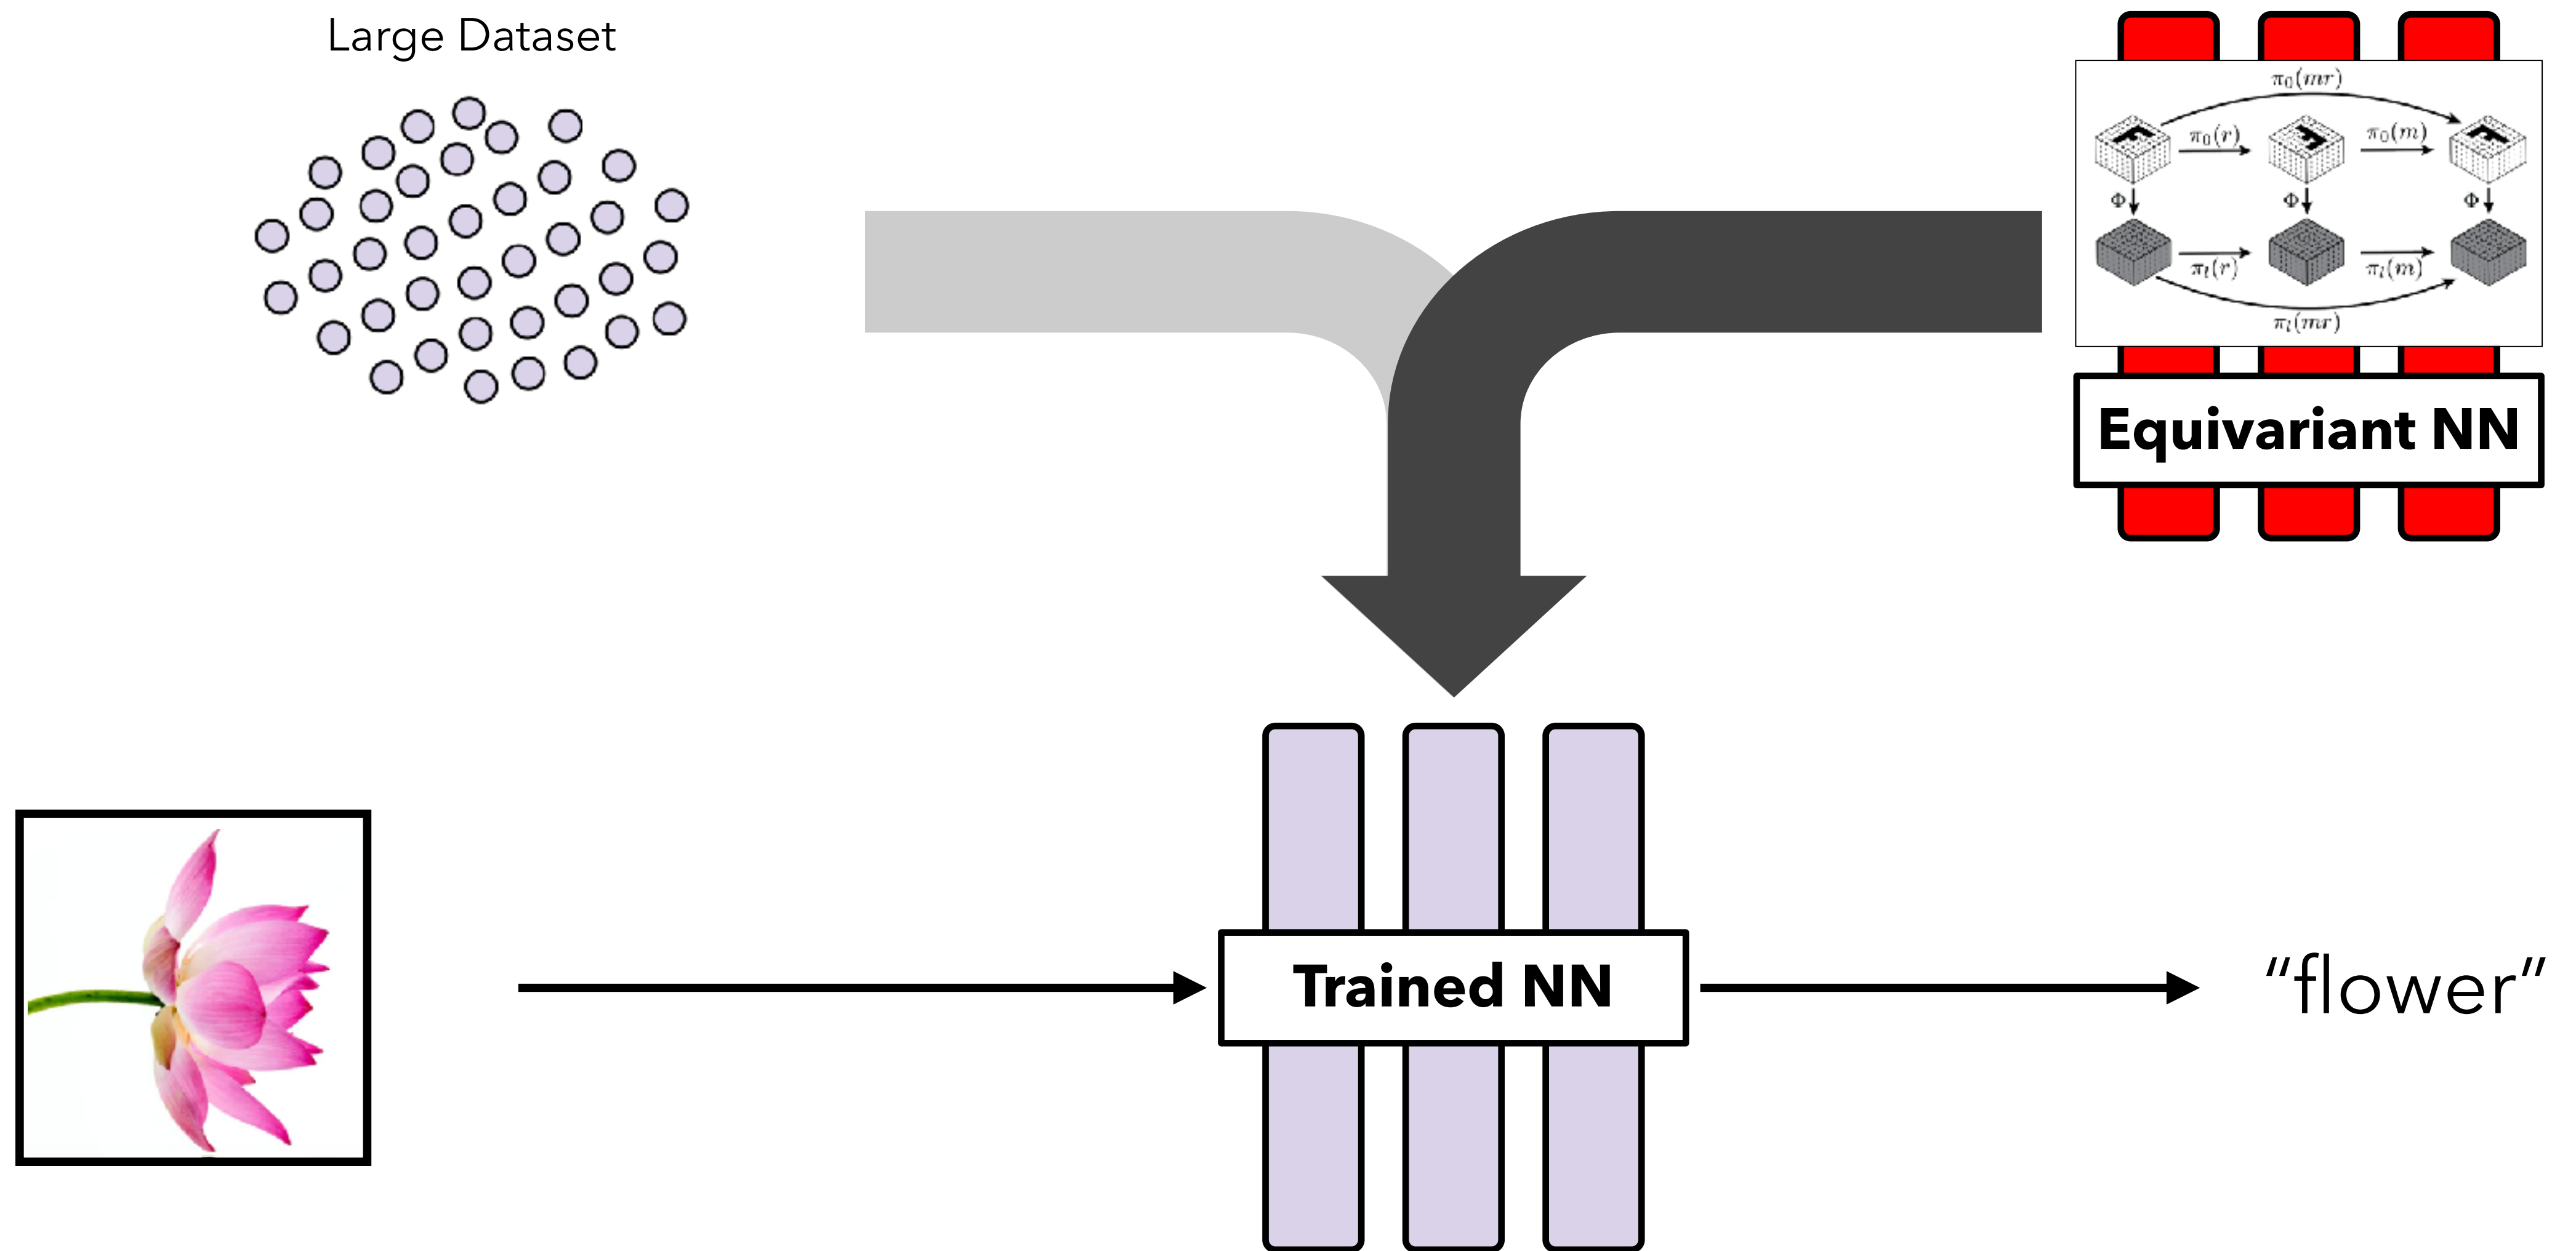 Large Dataset
π₀(mr)
π₀(r)
π₀(m)
Φ
Φ
Φ
πₗ(r)
πₗ(m)
πₗ(mr)
Equivariant NN
Trained NN
“flower”